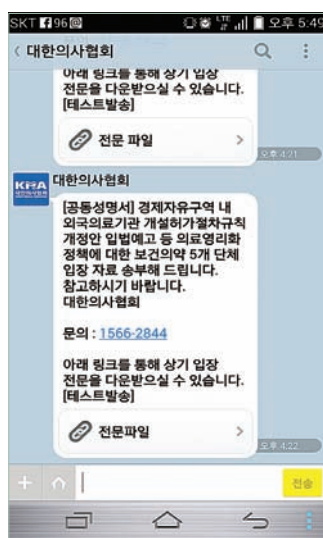 SKT 96 LTE 오후 5:49
대한의사협회
아래 링크를 통해 상기 입장
전문을 다운받으실 수 있습니다.
[테스트발송]
전문 파일
오후 4:21
대한의사협회
[공동성명서] 경제자유구역 내
외국의료기관 개설허가절차규칙
개정안 입법예고 등 의료영리화
정책에 대한 보건의약 5개 단체
입장 자료 송부해 드립니다.
참고하시기 바랍니다.
대한의사협회
문의 : 1566-2844
아래 링크를 통해 상기 입장
전문을 다운받으실 수 있습니다.
[테스트발송]
전문파일
오후 4:22
전송